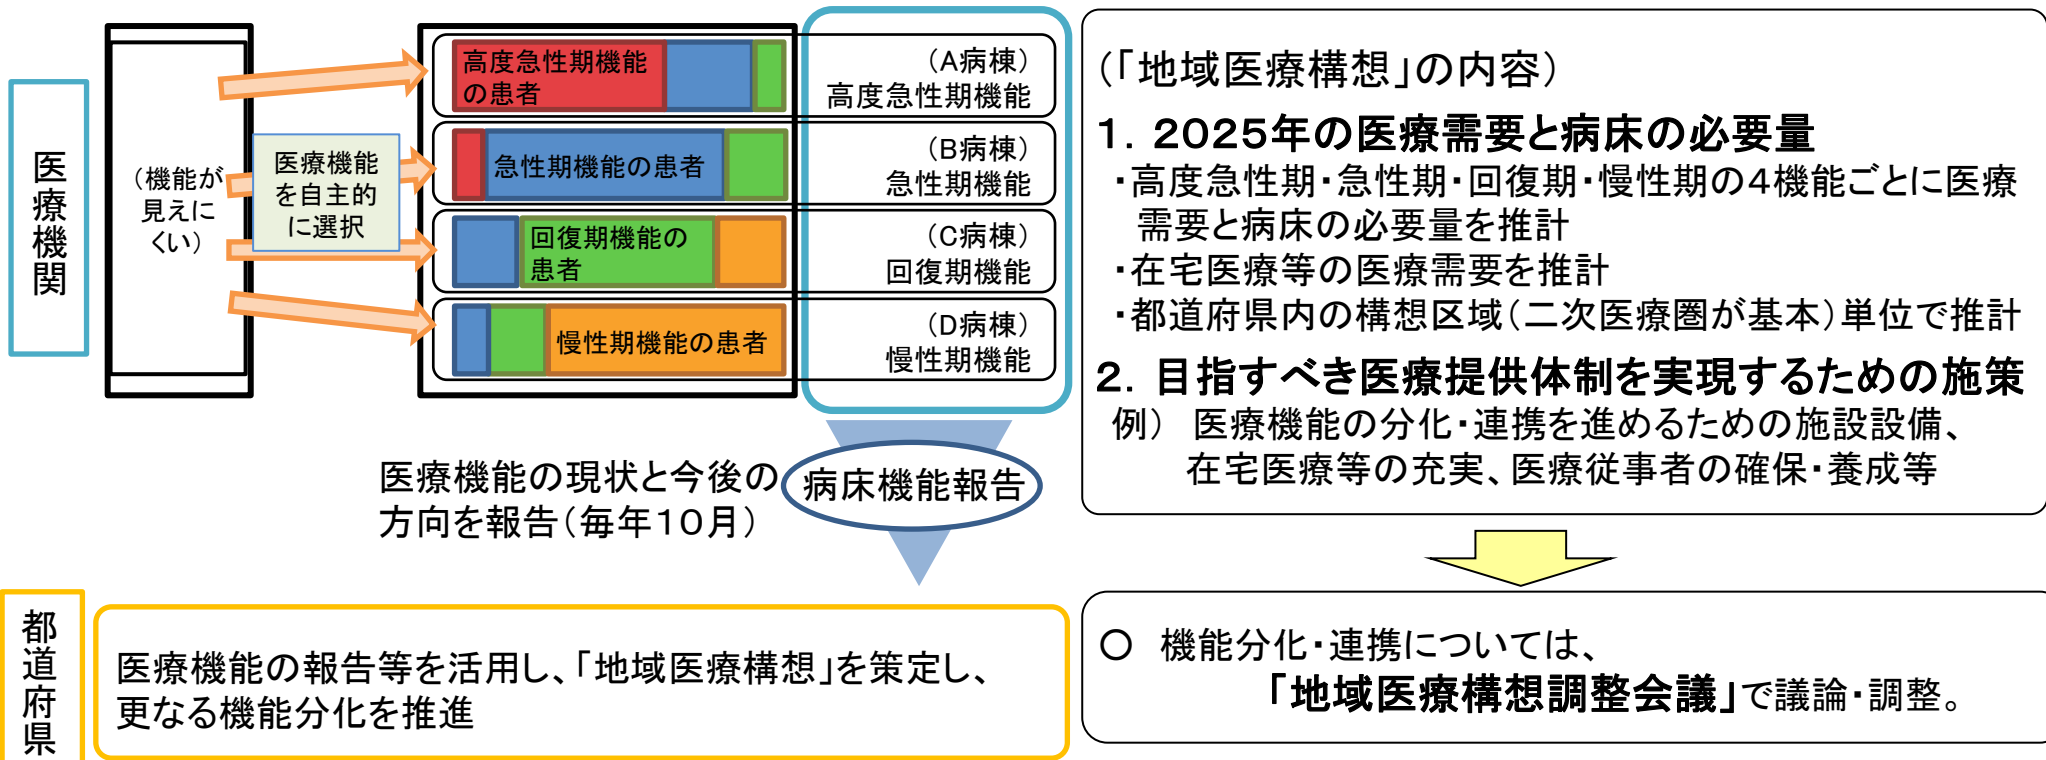 医療機関
(機能が
見えに
くい)
医療機能
を自主的
に選択
高度急性期機能
の患者
(A病棟)
高度急性期機能
急性期機能の患者
(B病棟)
急性期機能
回復期機能の
患者
(C病棟)
回復期機能
慢性期機能の患者
(D病棟)
慢性期機能
医療機能の現状と今後の
方向を報告(毎年10月)
病床機能報告
都道府県
医療機能の報告等を活用し、「地域医療構想」を策定し、
更なる機能分化を推進
(「地域医療構想」の内容)
1. 2025年の医療需要と病床の必要量
・高度急性期・急性期・回復期・慢性期の4機能ごとに医療
需要と病床の必要量を推計
・在宅医療等の医療需要を推計
・都道府県内の構想区域(二次医療圏が基本)単位で推計
2. 目指すべき医療提供体制を実現するための施策
例) 医療機能の分化・連携を進めるための施設設備、
在宅医療等の充実、医療従事者の確保・養成等
○ 機能分化・連携については、
「地域医療構想調整会議」で議論・調整。